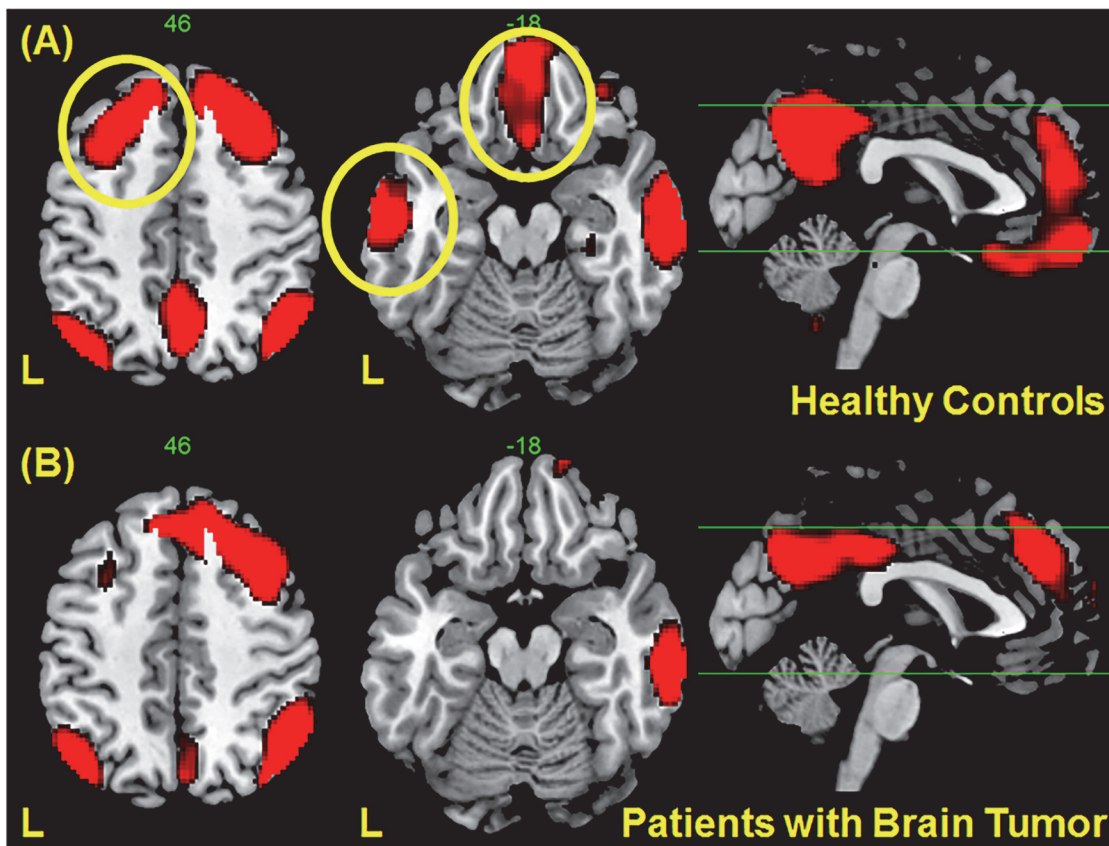 (A)
46
-18
L
L
Healthy Controls
(B)
46
-18
L
L
Patients with Brain Tumor